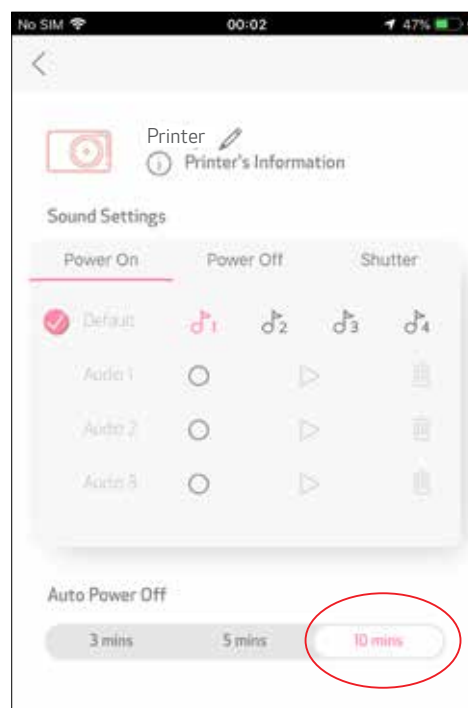 No SIM 00:02 47%
Printer
Printer's Information
Sound Settings
Power On Power Off Shutter
Default 1 2 3 4
Audio 1
Audio 2
Audio 3
Auto Power Off
3 mins 5 mins 10 mins